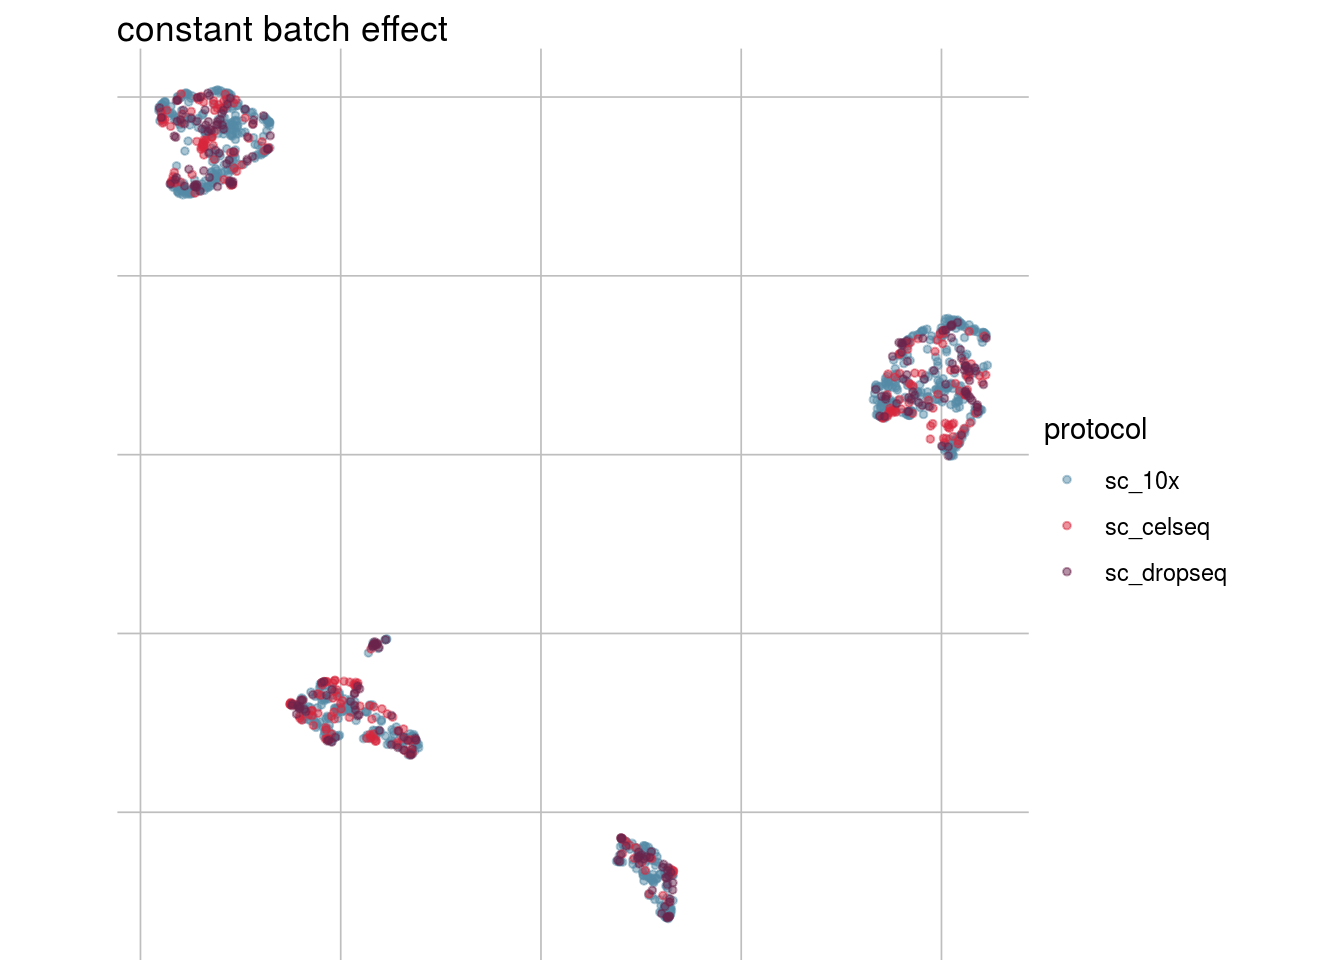 constant batch effect
protocol
sc_10x
sc_celseq
sc_dropseq